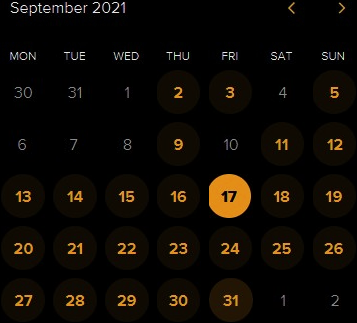 September 2021
MON TUE WED THU FRI SAT SUN
30 31 1 2 3 4 5
6 7 8 9 10 11 12
13 14 15 16 17 18 19
20 21 22 23 24 25 26
27 28 29 30 31 1 2